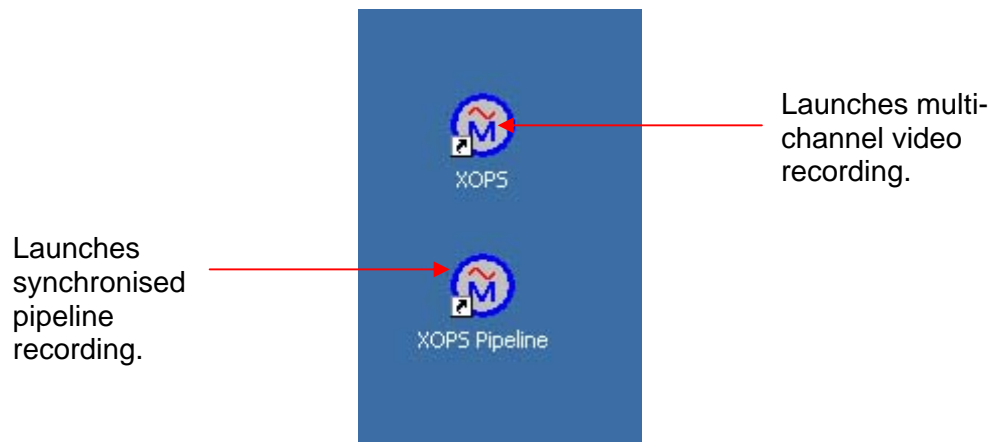 Launches multi-
channel video
recording.
M
XOPS
Launches
synchronised
pipeline
recording.
M
XOPS Pipeline